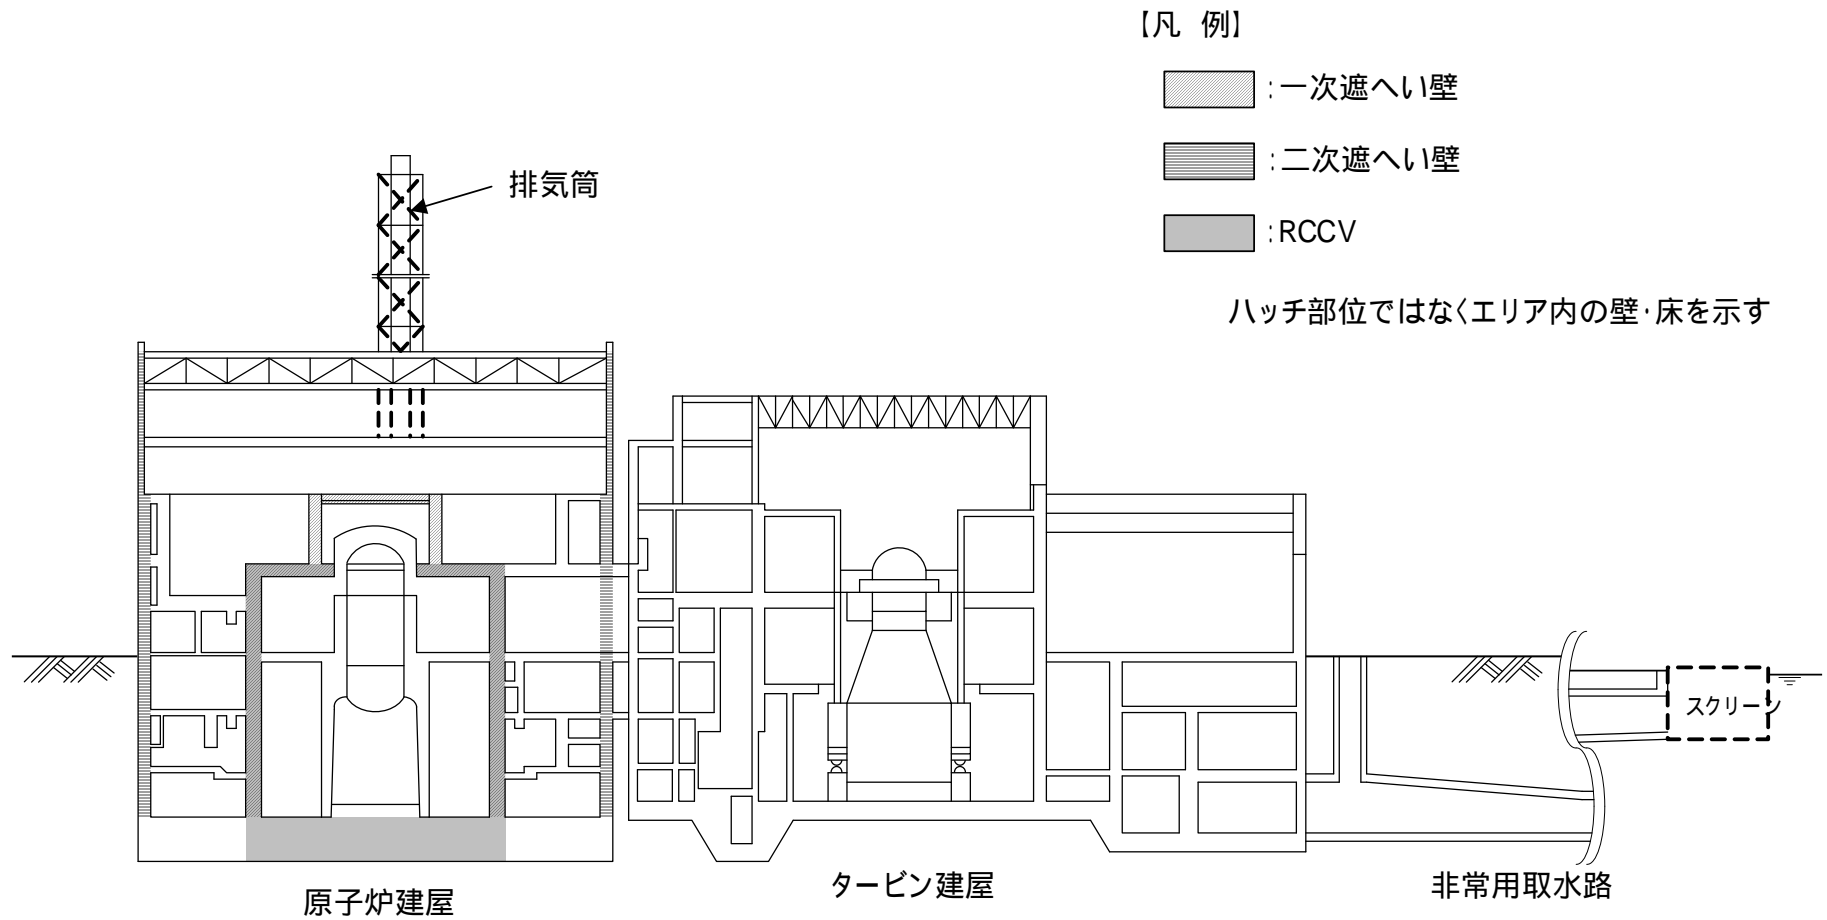 【凡 例】
:一次遮へい壁
:二次遮へい壁
:RCCV
ハッチ部位ではなくエリア内の壁・床を示す
排気筒
スクリーン
原子炉建屋
タービン建屋
非常用取水路